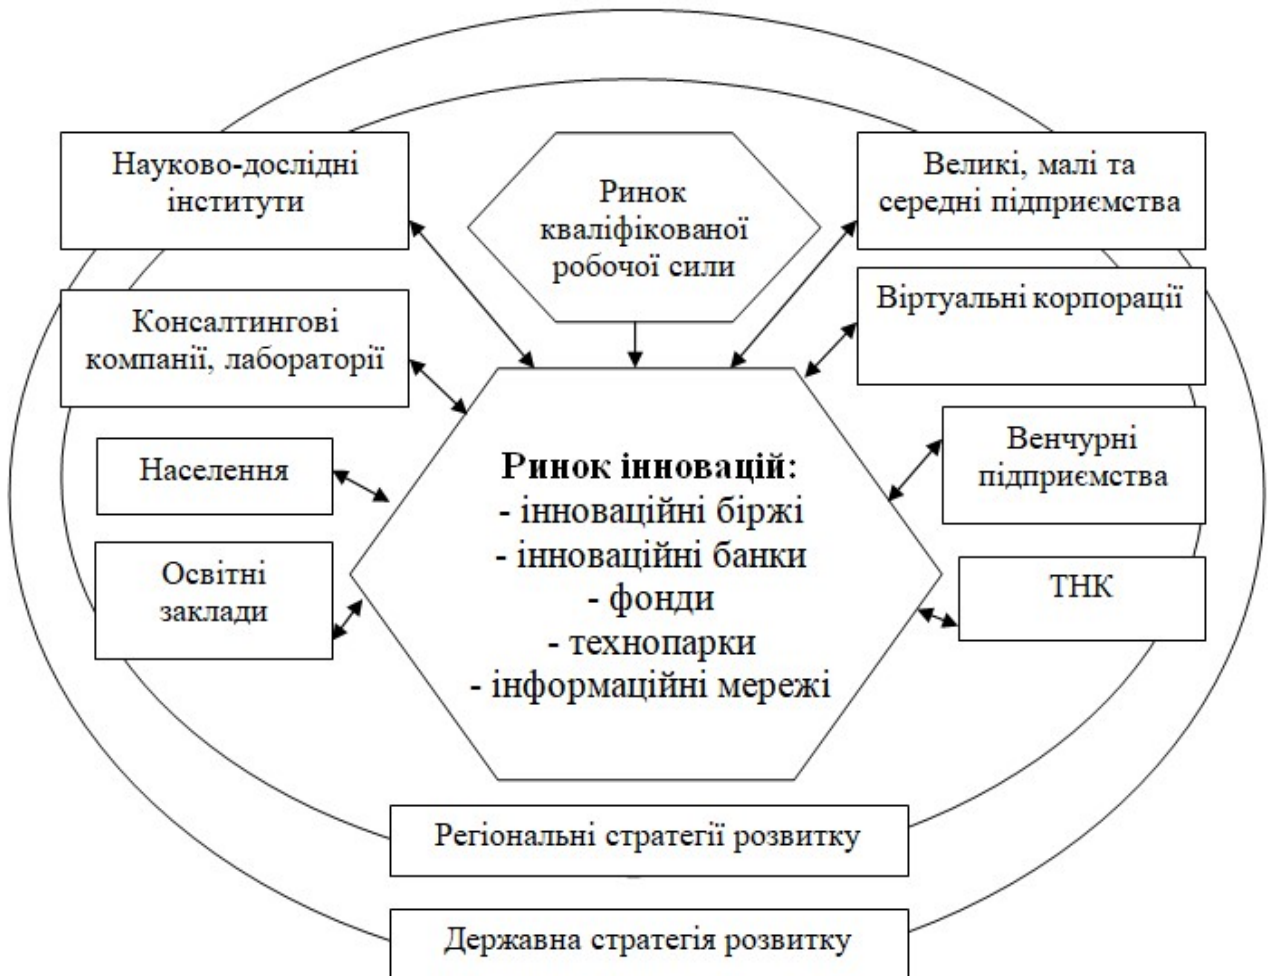 Науково-дослідні
інститути
Ринок
кваліфікованої
робочої сили
Великі, малі та
середні підприємства
Консалтингові
компанії, лабораторії
Віртуальні корпорації
Населення
Венчурні
підприємства
Освітні
заклади
ТНК
Ринок інновацій:
- інноваційні біржі
- інноваційні банки
- фонди
- технопарки
- інформаційні мережі
Регіональні стратегії розвитку
Державна стратегія розвитку